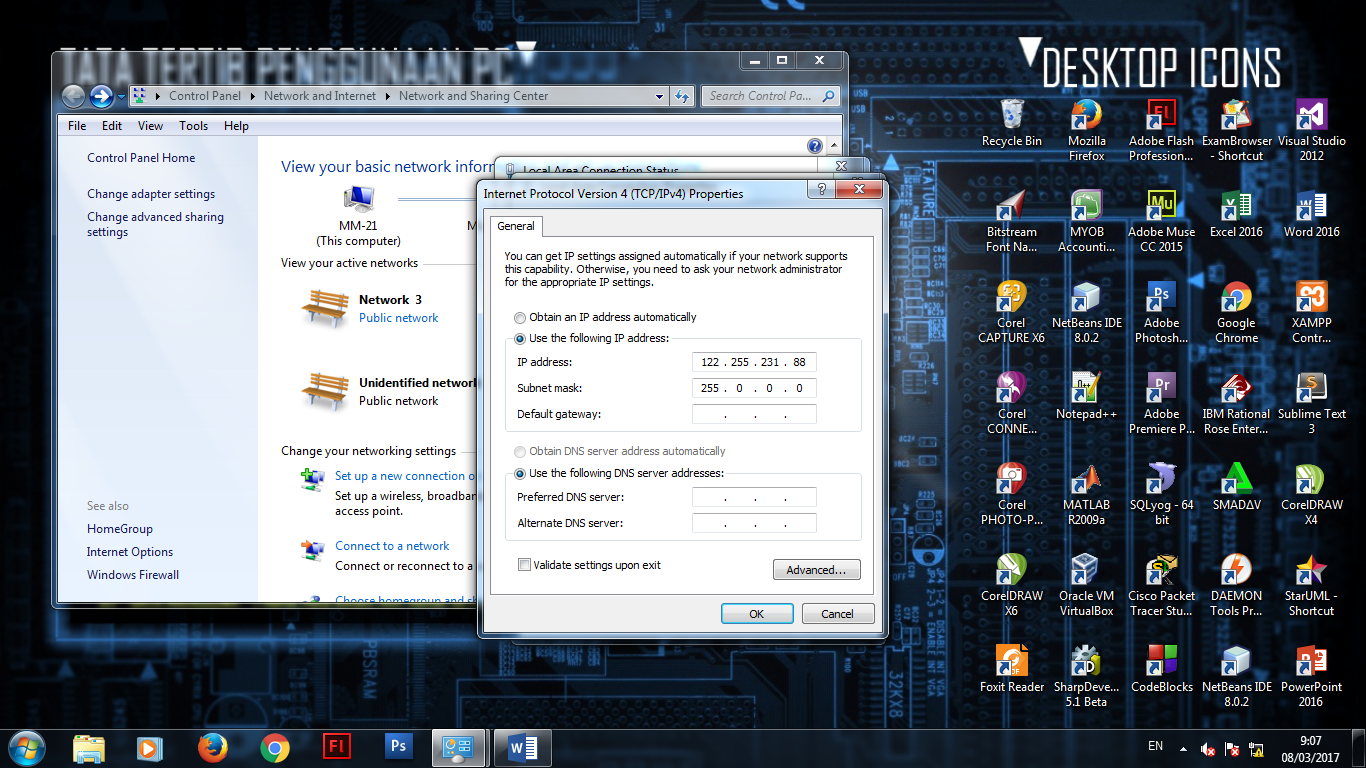 TATA TERTIB PENGGUNAAN PC
DESKTOP ICONS
Control Panel
Network and Internet
Network and Sharing Center
Search Control Pa...
File Edit View Tools Help
Control Panel Home
Change adapter settings
Change advanced sharing
settings
See also
HomeGroup
Internet Options
Windows Firewall
View your basic network
MM-21
(This computer)
View your active networks
Network 3
Public network
Unidentified
Public network
Change your networking settings
Set up a new connection
Set up a wireless,
access point.
Connect to a network
Connect or reconnect to a
Choose homegroup and
Local Area Connection Status
Internet Protocol Version 4 (TCP/IPv4) Properties
General
You can get IP settings assigned automatically if your network supports
this capability. Otherwise, you need to ask your network administrator
for the appropriate IP settings.
Obtain an IP address automatically
Use the following IP address:
IP address: 122 . 255 . 231 . 88
Subnet mask: 255 . 0 . 0 . 0
Default gateway: . . .
Obtain DNS server address automatically
Use the following DNS server addresses:
Preferred DNS server: . . .
Alternate DNS server: . . .
Validate settings upon exit
Advanced...
OK Cancel
Recycle Bin
Mozilla
Firefox
Adobe Flash
Profession...
ExamBrowser
- Shortcut
Visual Studio
2012
Bitstream
Font Na...
MYOB
Accounti...
Adobe Muse
CC 2015
Excel 2016
Word 2016
Corel
CAPTURE X6
NetBeans IDE
8.0.2
Adobe
Photosh...
Google
Chrome
XAMPP
Contr...
Corel
CONNE...
Notepad++
Adobe
Premiere P...
IBM Rational
Rose Enter...
Sublime Text
3
Corel
PHOTO-P...
MATLAB
R2009a
SQLyog - 64
bit
SMADΔV
CorelDRAW
X4
CorelDRAW
X6
Oracle VM
VirtualBox
Cisco Packet
Tracer Stu...
DAEMON
Tools Pr...
StarUML -
Shortcut
Foxit Reader
SharpDeve...
5.1 Beta
CodeBlocks
NetBeans IDE
8.0.2
PowerPoint
2016
FEATURE
PBSRAM
32K×8
EN
9:07
08/03/2017